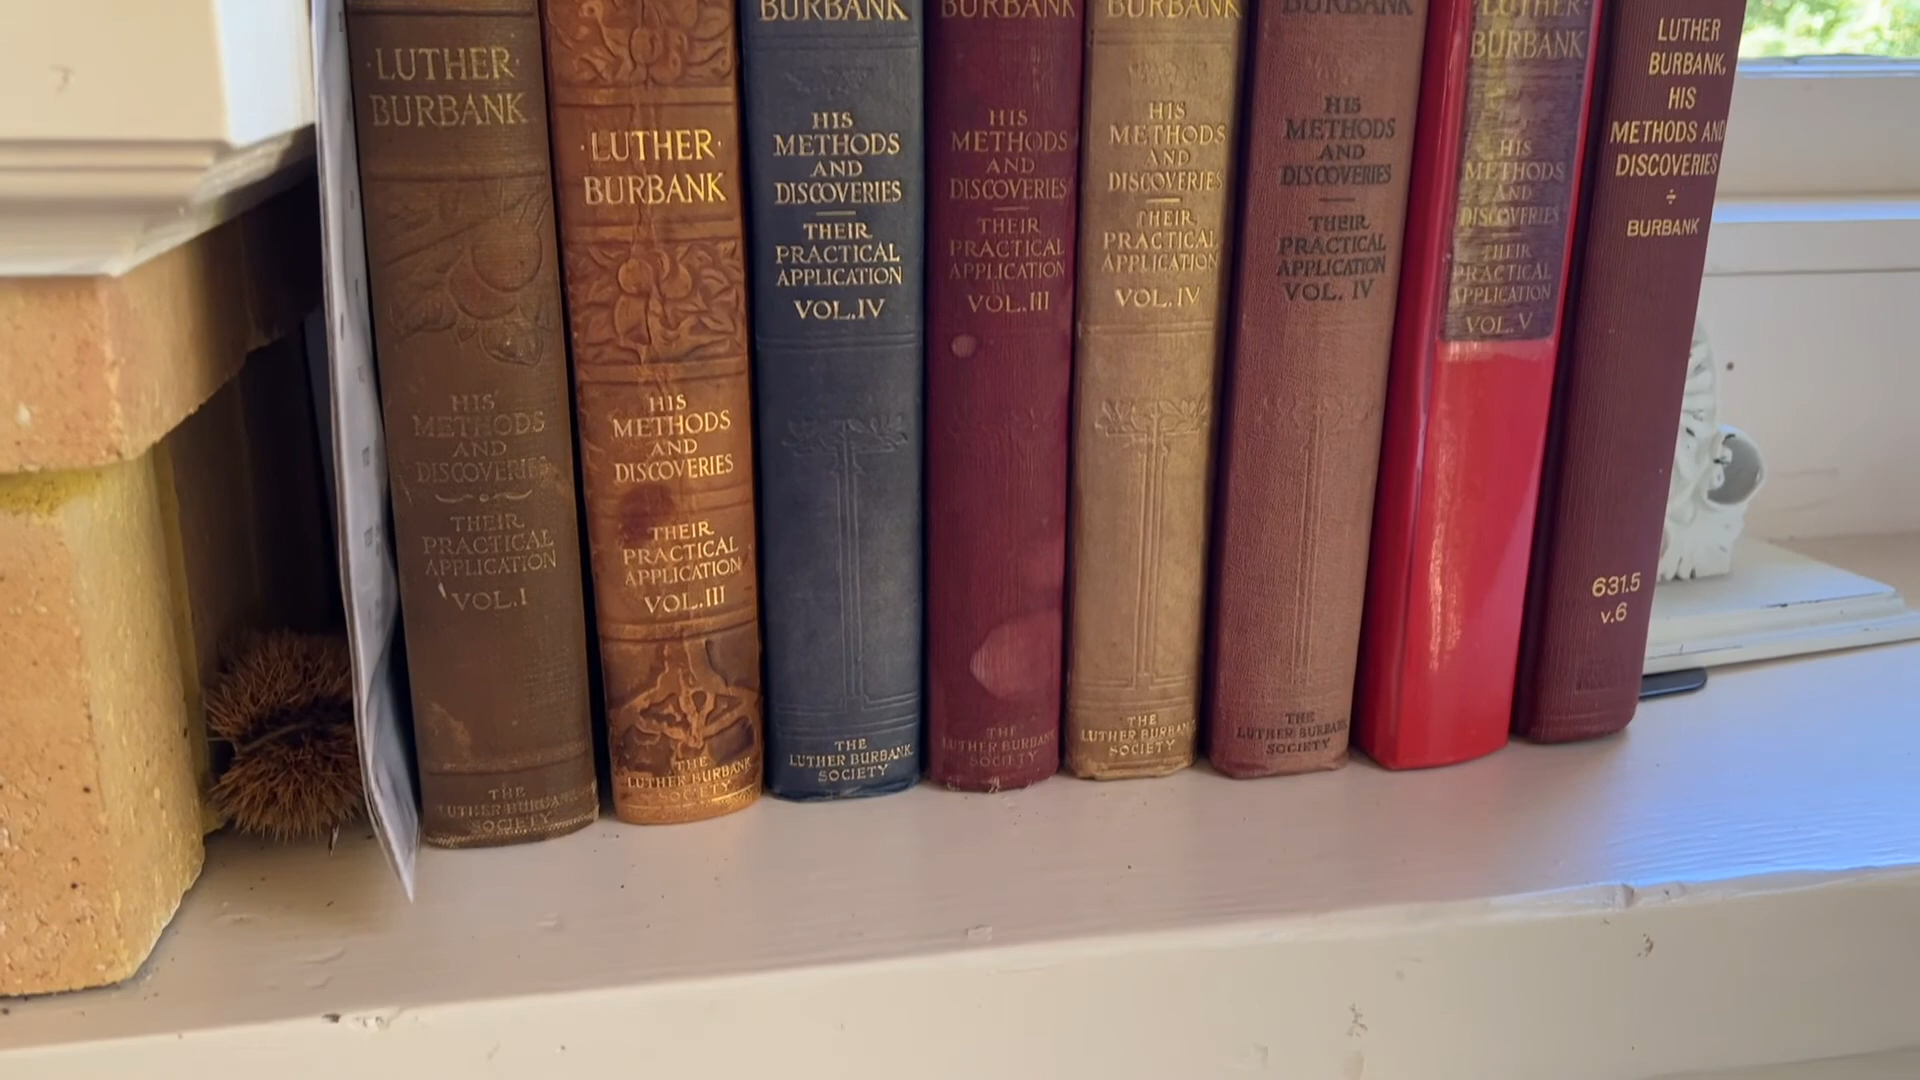 ·LUTHER·
BURBANK
HIS
METHODS
AND
DISCOVERIES
THEIR
PRACTICAL
APPLICATION
VOL.I
THE
LUTHER BURBANK
SOCIETY
·LUTHER·
BURBANK
HIS
METHODS
AND
DISCOVERIES
THEIR
PRACTICAL
APPLICATION
VOL.III
THE
LUTHER BURBANK
SOCIETY
BURBANK
HIS
METHODS
AND
DISCOVERIES
THEIR
PRACTICAL
APPLICATION
VOL.IV
THE
LUTHER BURBANK
SOCIETY
BURBANK
HIS
METHODS
AND
DISCOVERIES
THEIR
PRACTICAL
APPLICATION
VOL.III
THE
LUTHER BURBANK
SOCIETY
BURBANK
HIS
METHODS
AND
DISCOVERIES
THEIR
PRACTICAL
APPLICATION
VOL.IV
THE
LUTHER BURBANK
SOCIETY
BURBANK
HIS
METHODS
AND
DISCOVERIES
THEIR
PRACTICAL
APPLICATION
VOL. IV
THE
LUTHER BURBANK
SOCIETY
LUTHER
BURBANK
HIS
METHODS
AND
DISCOVERIES
THEIR
PRACTICAL
APPLICATION
VOL.V
LUTHER
BURBANK,
HIS
METHODS AND
DISCOVERIES
÷
BURBANK
631.5
v.6